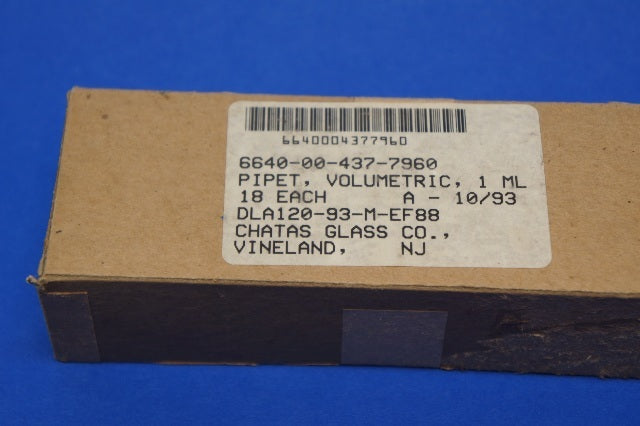 6640004377960
6640-00-437-7960
PIPET, VOLUMETRIC, 1 ML
18 EACH A - 10/93
DLA120-93-M-EF88
CHATAS GLASS CO.,
VINELAND, NJ